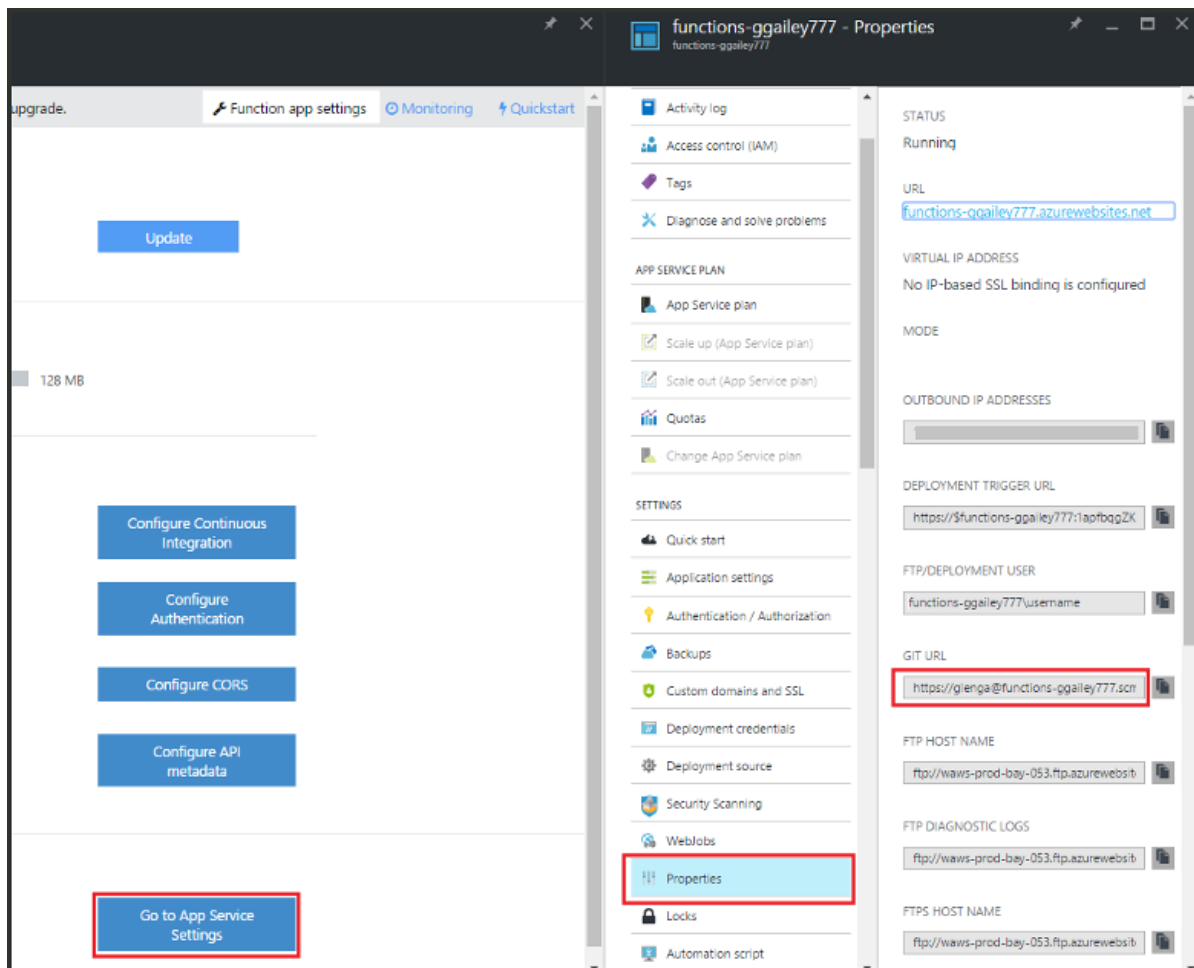 functions-ggailey777 - Properties
functions-ggailey777
upgrade.
Function app settings
Monitoring
Quickstart
Update
128 MB
Configure Continuous
Integration
Configure
Authentication
Configure CORS
Configure API
metadata
Go to App Service
Settings
Activity log
Access control (IAM)
Tags
Diagnose and solve problems
APP SERVICE PLAN
App Service plan
Scale up (App Service plan)
Scale out (App Service plan)
Quotas
Change App Service plan
SETTINGS
Quick start
Application settings
Authentication / Authorization
Backups
Custom domains and SSL
Deployment credentials
Deployment source
Security Scanning
WebJobs
Properties
Locks
Automation script
STATUS
Running
URL
functions-ggailey777.azurewebsites.net
VIRTUAL IP ADDRESS
No IP-based SSL binding is configured
MODE
OUTBOUND IP ADDRESSES
DEPLOYMENT TRIGGER URL
https://$functions-ggailey777:1apfbqgZK
FTP/DEPLOYMENT USER
functions-ggailey777\username
GIT URL
https://glenga@functions-ggailey777.scm
FTP HOST NAME
ftp://waws-prod-bay-053.ftp.azurewebsit
FTP DIAGNOSTIC LOGS
ftp://waws-prod-bay-053.ftp.azurewebsit
FTPS HOST NAME
ftp://waws-prod-bay-053.ftp.azurewebsit